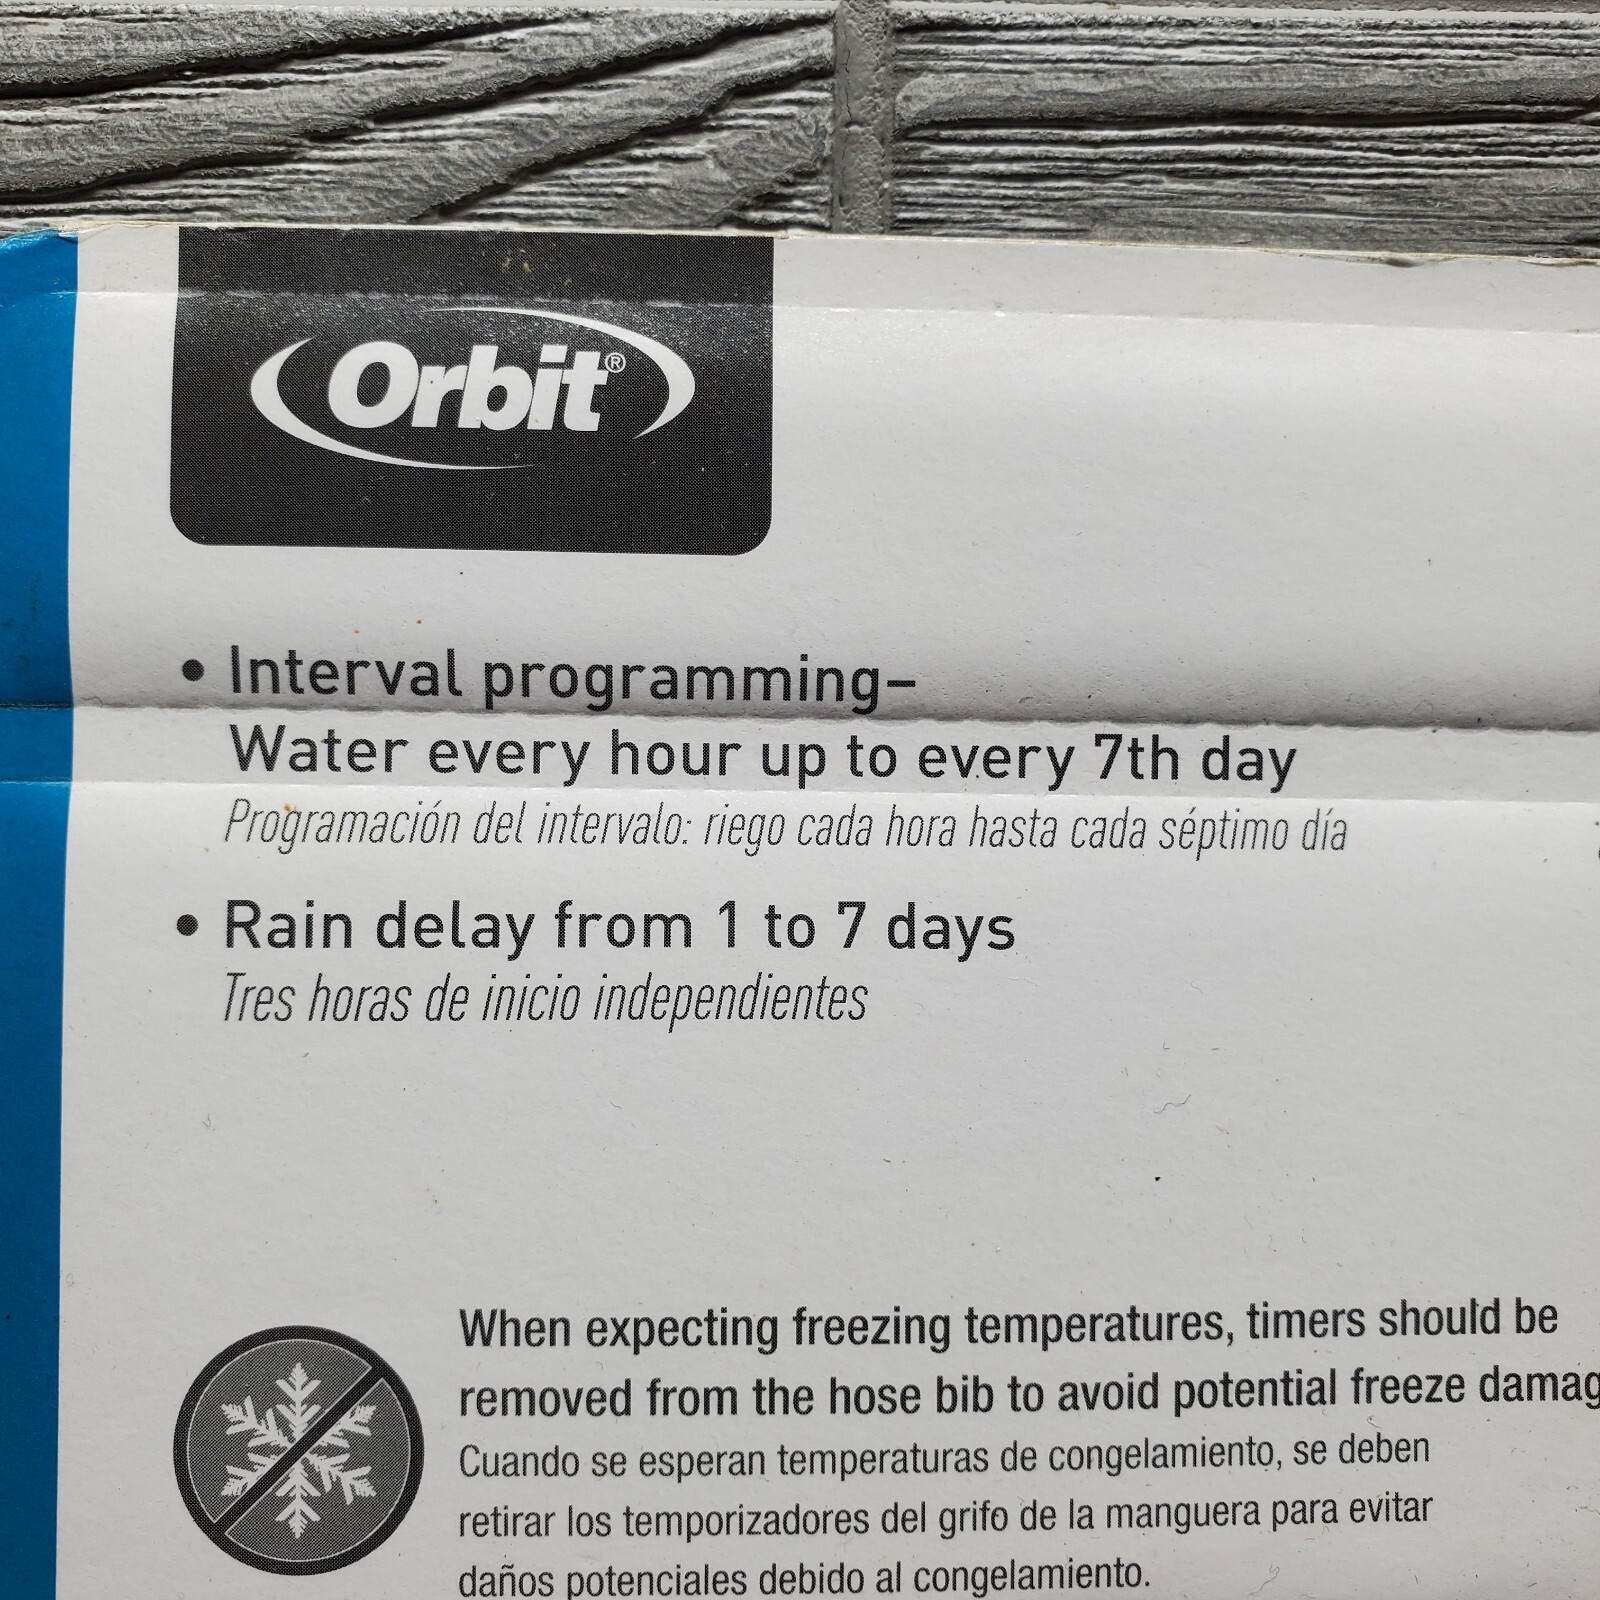 Orbit®
• Interval programming–
Water every hour up to every 7th day
Programación del intervalo: riego cada hora hasta cada séptimo día
• Rain delay from 1 to 7 days
Tres horas de inicio independientes
When expecting freezing temperatures, timers should be
removed from the hose bib to avoid potential freeze damag
Cuando se esperan temperaturas de congelamiento, se deben
retirar los temporizadores del grifo de la manguera para evitar
daños potenciales debido al congelamiento.